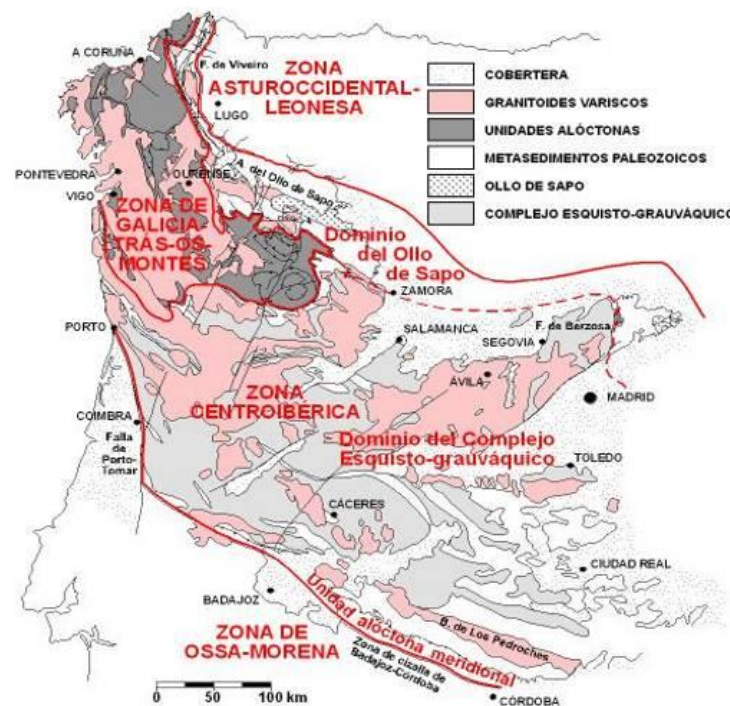 A CORUÑA
F. de Viveiro
ZONA
ASTUROCCIDENTAL-
LEONESA
LUGO
COBERTERA
GRANITOIDES VARISCOS
UNIDADES ALÓCTONAS
METASEDIMENTOS PALEOZOICOS
OLLO DE SAPO
COMPLEJO ESQUISTO-GRAUVÁQUICO
PONTEVEDRA
OURENSE
VIGO
A. del Ollo de Sapo
ZONA DE
GALICIA
TRÁS-OS-
MONTES
Dominio
del Ollo
de Sapo
ZAMORA
PORTO
SALAMANCA
SEGOVIA
F. de Berzosa
ÁVILA
MADRID
ZONA
CENTROIBÉRICA
COIMBRA
Falla
de
Porto-
Tomar
Dominio del Complejo
Esquisto-grauváquico
TOLEDO
CÁCERES
CIUDAD REAL
BADAJOZ
Unidad alóctona meridional
B. de Los Pedroches
ZONA DE
OSSA-MORENA
Zona de cizalla de
Badajoz-Córdoba
CÓRDOBA
0 50 100 km